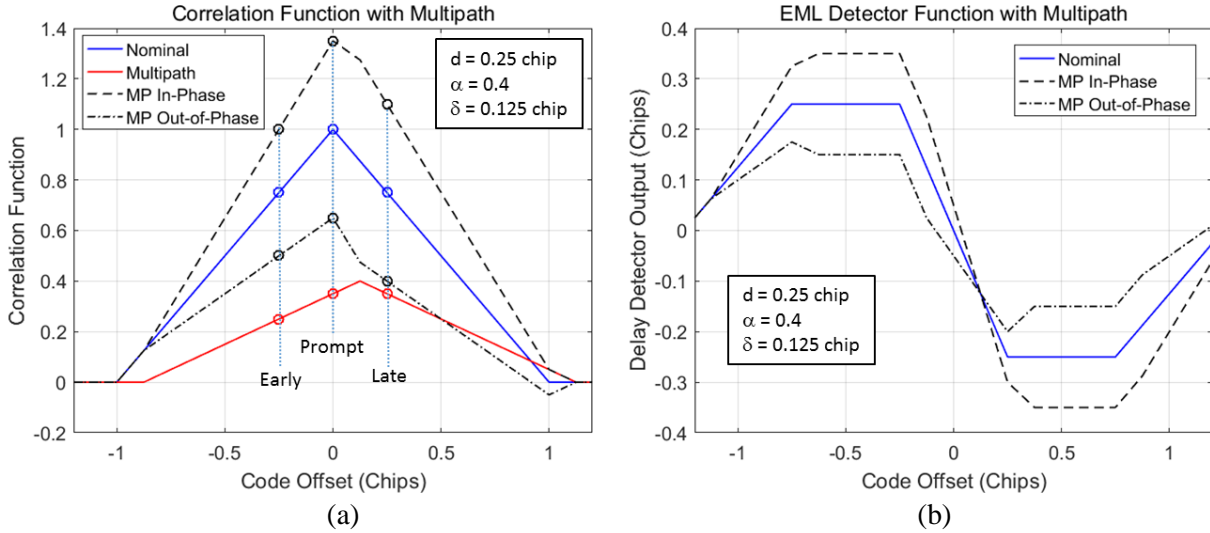 Correlation Function with Multipath
Correlation Function
1.4
1.2
1
0.8
0.6
0.4
0.2
0
-0.2
Nominal
Multipath
MP In-Phase
MP Out-of-Phase
d = 0.25 chip
α = 0.4
δ = 0.125 chip
Prompt
Early
Late
-1
-0.5
0
0.5
1
Code Offset (Chips)
(a)
EML Detector Function with Multipath
Delay Detector Output (Chips)
0.4
0.3
0.2
0.1
0
-0.1
-0.2
-0.3
-0.4
Nominal
MP In-Phase
MP Out-of-Phase
d = 0.25 chip
α = 0.4
δ = 0.125 chip
-1
-0.5
0
0.5
1
Code Offset (Chips)
(b)